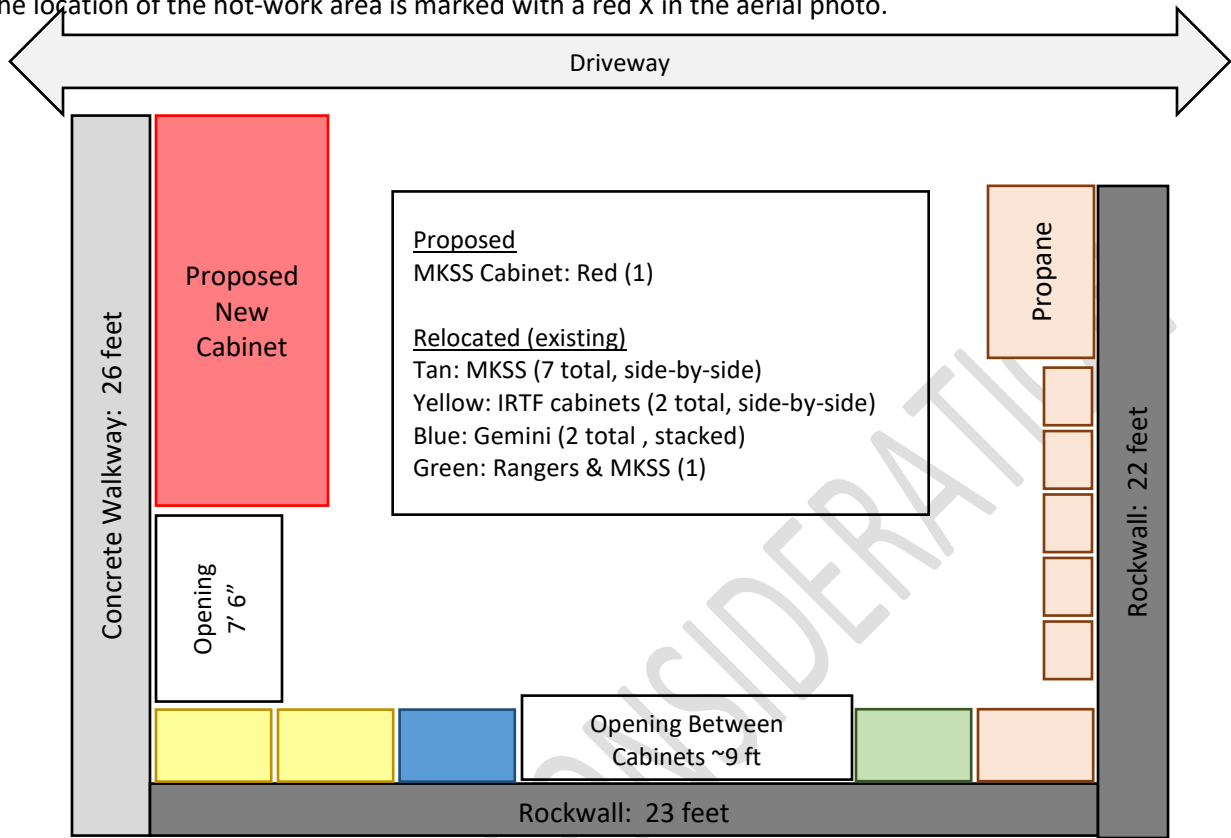 he location of the hot-work area is marked with a red X in the aerial photo.
Driveway
Concrete Walkway: 26 feet
Proposed
New
Cabinet
Proposed
MKSS Cabinet: Red (1)
Relocated (existing)
Tan: MKSS (7 total, side-by-side)
Yellow: IRTF cabinets (2 total, side-by-side)
Blue: Gemini (2 total , stacked)
Green: Rangers & MKSS (1)
Propane
Rockwall: 22 feet
Opening
7' 6”
Opening Between
Cabinets ~9 ft
Rockwall: 23 feet